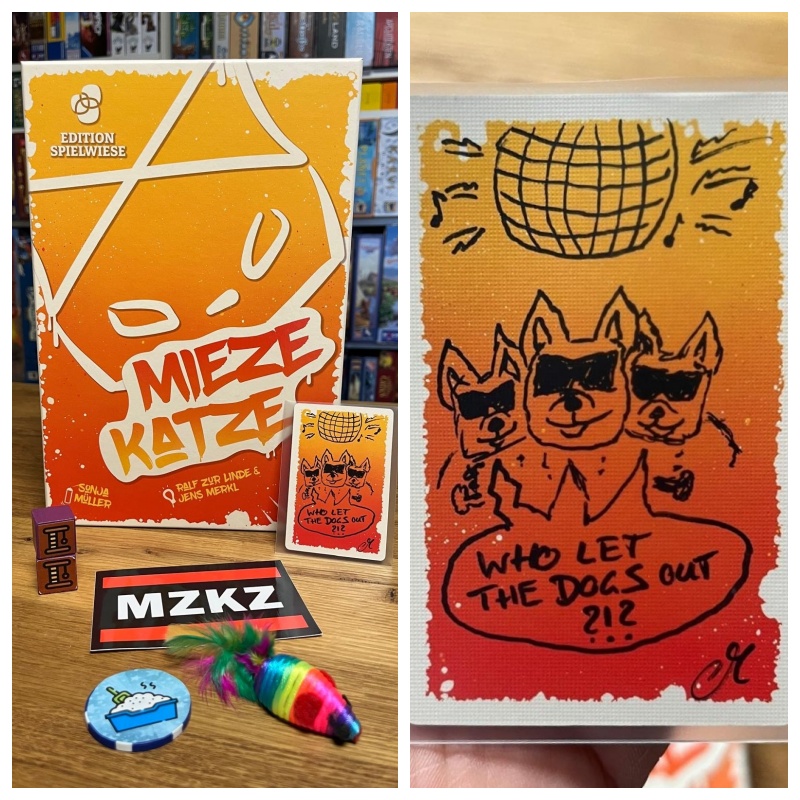 EDITION
SPIELWIESE
MIEZE
KATZE
SONJA
MÜLLER
RALF ZUR LINDE &
JENS MERKL
WHO LET
THE DOGS OUT
?!?
MZKZ
WHO LET
THE DOGS OUT
?!?